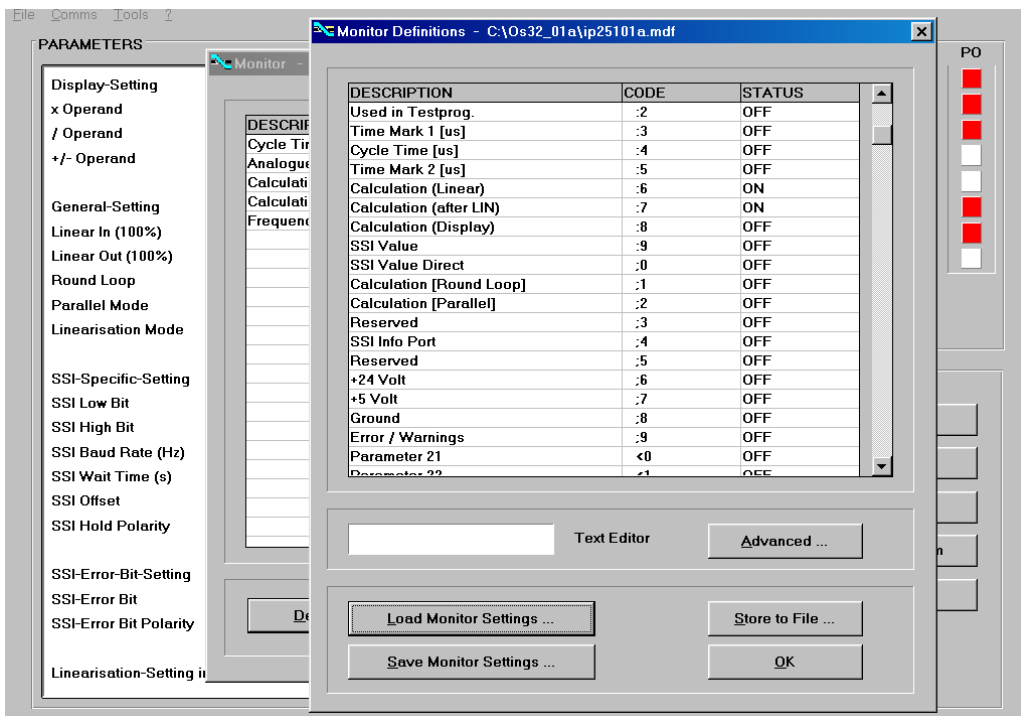 File Comms Tools ?
PARAMETERS
Display-Setting
x Operand
/ Operand
+/- Operand
General-Setting
Linear In (100%)
Linear Out (100%)
Round Loop
Parallel Mode
Linearisation Mode
SSI-Specific-Setting
SSI Low Bit
SSI High Bit
SSI Baud Rate (Hz)
SSI Wait Time (s)
SSI Offset
SSI Hold Polarity
SSI-Error-Bit-Setting
SSI-Error Bit
SSI-Error Bit Polarity
Linearisation-Setting
Monitor -
Monitor Definitions - C:\Os32_01a\ip25101a.mdf
DESCRIPTION CODE STATUS
Used in Testprog. :2 OFF
Time Mark 1 [us] :3 OFF
Cycle Time [us] :4 OFF
Time Mark 2 [us] :5 OFF
Calculation (Linear) :6 ON
Calculation (after LIN) :7 ON
Calculation (Display) :8 OFF
SSI Value :9 OFF
SSI Value Direct ;0 OFF
Calculation [Round Loop] ;1 OFF
Calculation [Parallel] ;2 OFF
Reserved ;3 OFF
SSI Info Port ;4 OFF
Reserved ;5 OFF
+24 Volt ;6 OFF
+5 Volt ;7 OFF
Ground ;8 OFF
Error / Warnings ;9 OFF
Parameter 21 <0 OFF
Parameter 22 <1 OFF
Text Editor
Advanced ...
Load Monitor Settings ...
Store to File ...
Save Monitor Settings ...
OK
PO